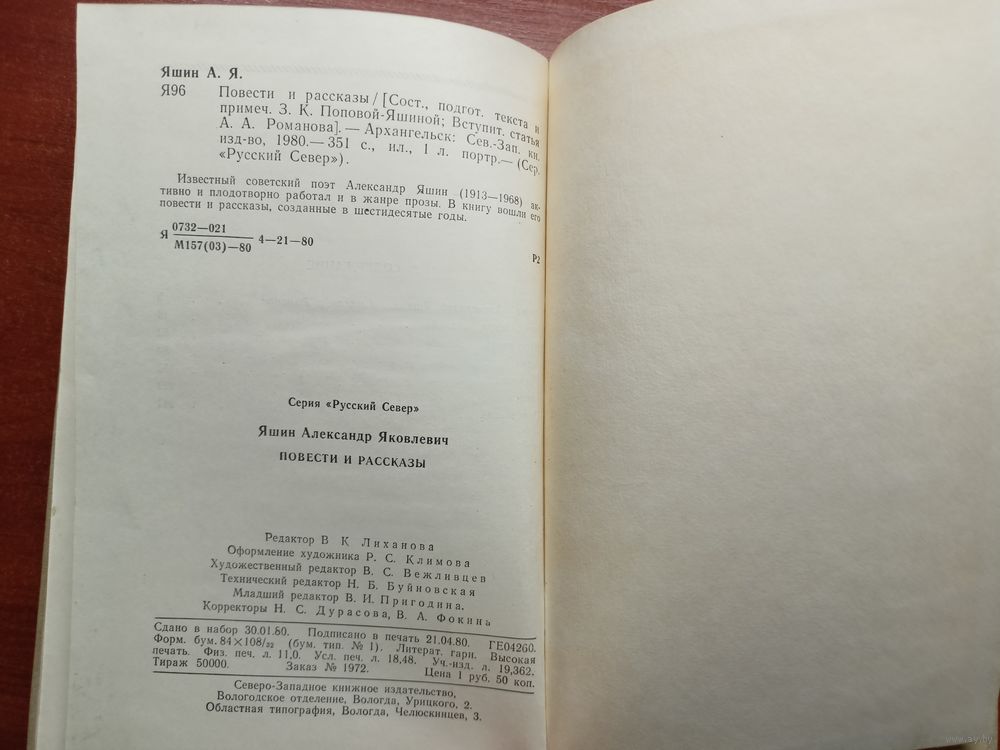 Яшин А. Я.
Я96 Повести и рассказы / [Сост., подгот. текста и
примеч. З. К. Поповой-Яшиной; Вступит. статья
А. А. Романова]. — Архангельск: Сев.-Зап. кн.
изд-во, 1980.— 351 с., ил., 1 л. портр.— (Сер.
«Русский Север»).
Известный советский поэт Александр Яшин (1913—1968) ак-
тивно и плодотворно работал и в жанре прозы. В книгу вошли его
повести и рассказы, созданные в шестидесятые годы.
Я 0732—021
М157(03)—80 4—21—80
Р2
Серия «Русский Север»
Яшин Александр Яковлевич
ПОВЕСТИ И РАССКАЗЫ
Редактор В К Лиханова
Оформление художника Р. С. Климова
Художественный редактор В. С. Вежливцев
Технический редактор Н. Б. Буйновская
Младший редактор В. И. Пригодина.
Корректоры Н. С. Дурасова, В. А. Фокина
Сдано в набор 30.01.80. Подписано в печать 21.04.80. ГЕ04260.
Форм. бум. 84×108/32 (бум. тип. № 1). Литерат. гарн. Высокая
печать. Физ. печ. л. 11,0. Усл. печ. л. 18,48. Уч.-изд. л. 19,362.
Тираж 50000. Заказ № 1972. Цена 1 руб. 50 коп.
Северо-Западное книжное издательство,
Вологодское отделение, Вологда, Урицкого, 2.
Областная типография, Вологда, Челюскинцев, 3.
www.ay.by